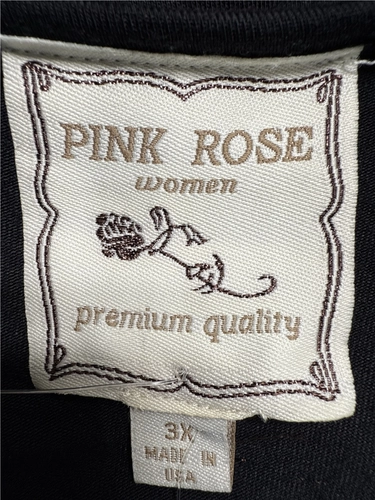 PINK ROSE
women
premium quality
3X
MADE IN
USA